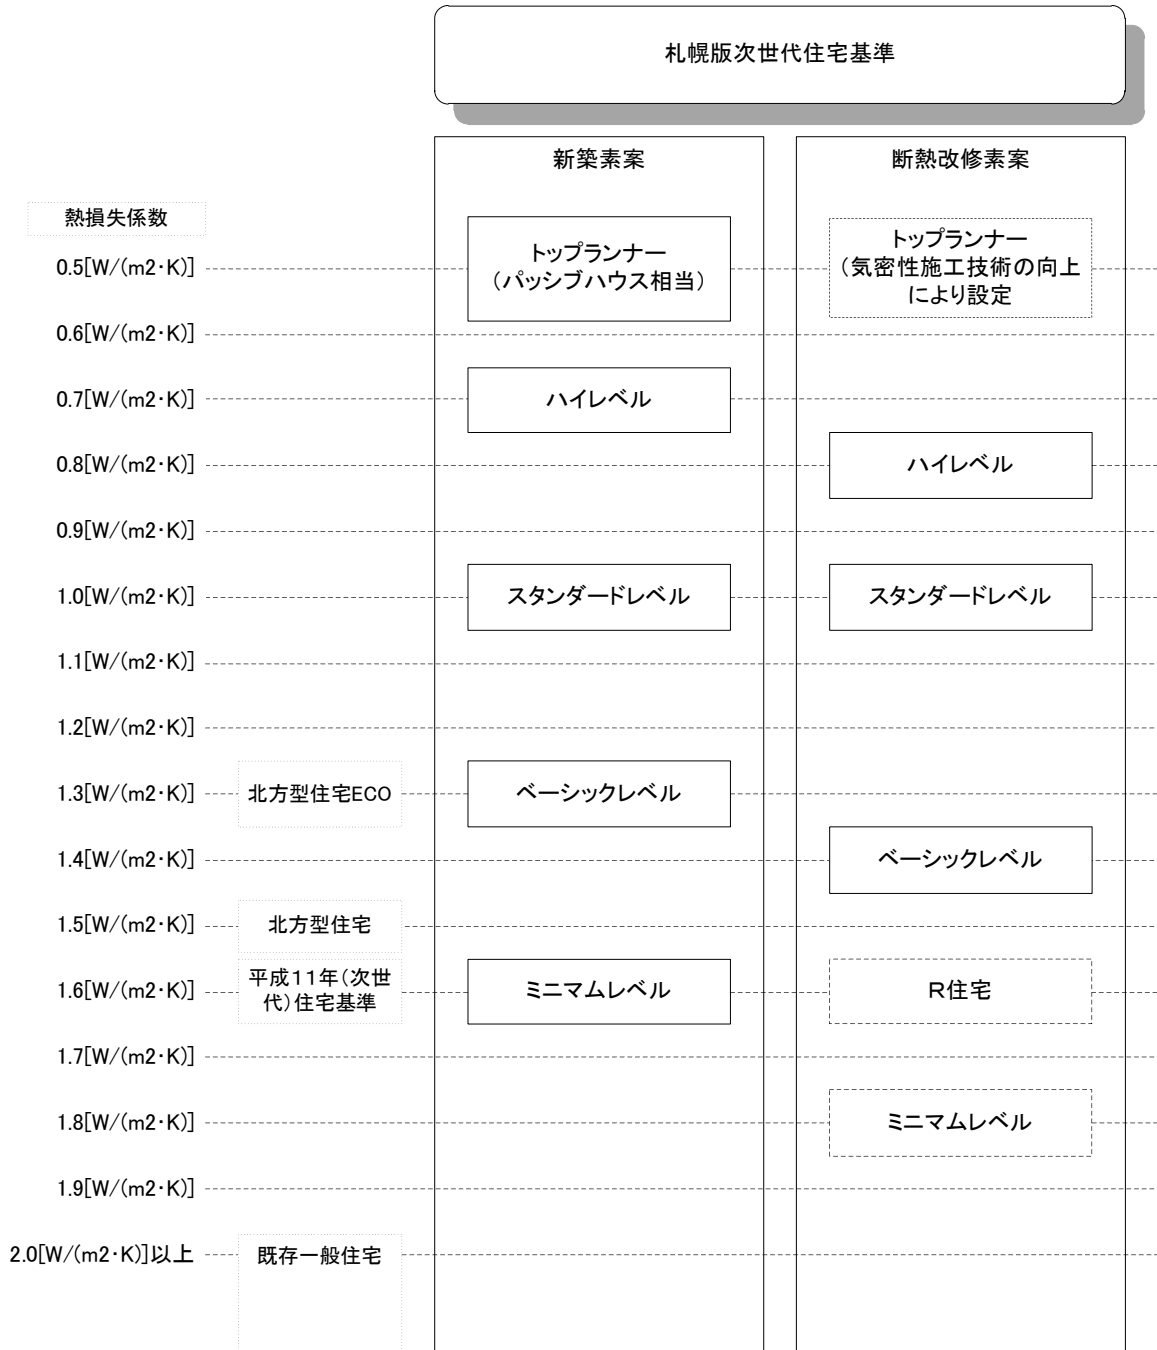 札幌版次世代住宅基準
新築素案
断熱改修素案
熱損失係数
トップランナー
（パッシブハウス相当）
トップランナー
（気密性施工技術の向上
により設定
0.5[W/(m2・K)]
0.6[W/(m2・K)]
0.7[W/(m2・K)]
ハイレベル
0.8[W/(m2・K)]
ハイレベル
0.9[W/(m2・K)]
1.0[W/(m2・K)]
スタンダードレベル
スタンダードレベル
1.1[W/(m2・K)]
1.2[W/(m2・K)]
1.3[W/(m2・K)]
北方型住宅ECO
ベーシックレベル
1.4[W/(m2・K)]
ベーシックレベル
1.5[W/(m2・K)]
北方型住宅
1.6[W/(m2・K)]
平成１１年（次世
代）住宅基準
ミニマムレベル
Ｒ住宅
1.7[W/(m2・K)]
1.8[W/(m2・K)]
ミニマムレベル
1.9[W/(m2・K)]
2.0[W/(m2・K)]以上
既存一般住宅